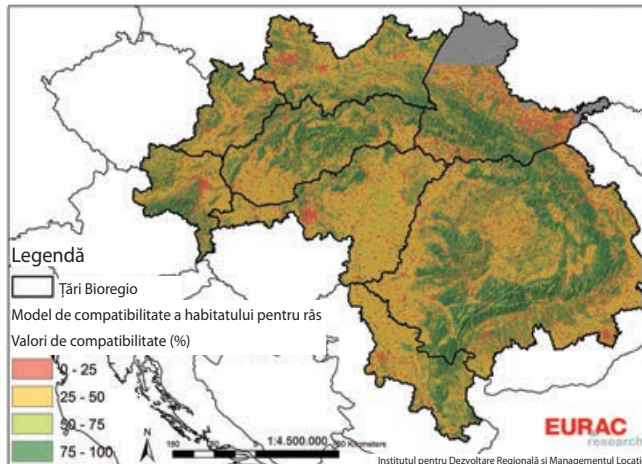 Legendă
Țări Bioregio
Model de compatibilitate a habitatului pentru râs
Valori de compatibilitate (%)
0 - 25
25 - 50
50 - 75
75 - 100
N
1:4.500.000
Kilometers
EURAC
research
Institutul pentru Dezvoltare Regională și Managementul Locați